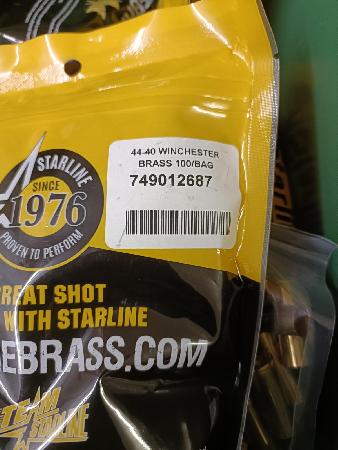 STARLINE
SINCE
1976
PROVEN TO PERFORM
44-40 WINCHESTER
BRASS 100/BAG
749012687
GREAT SHOT
WITH STARLINE
EBRASS.COM
TEAM
STARLINE